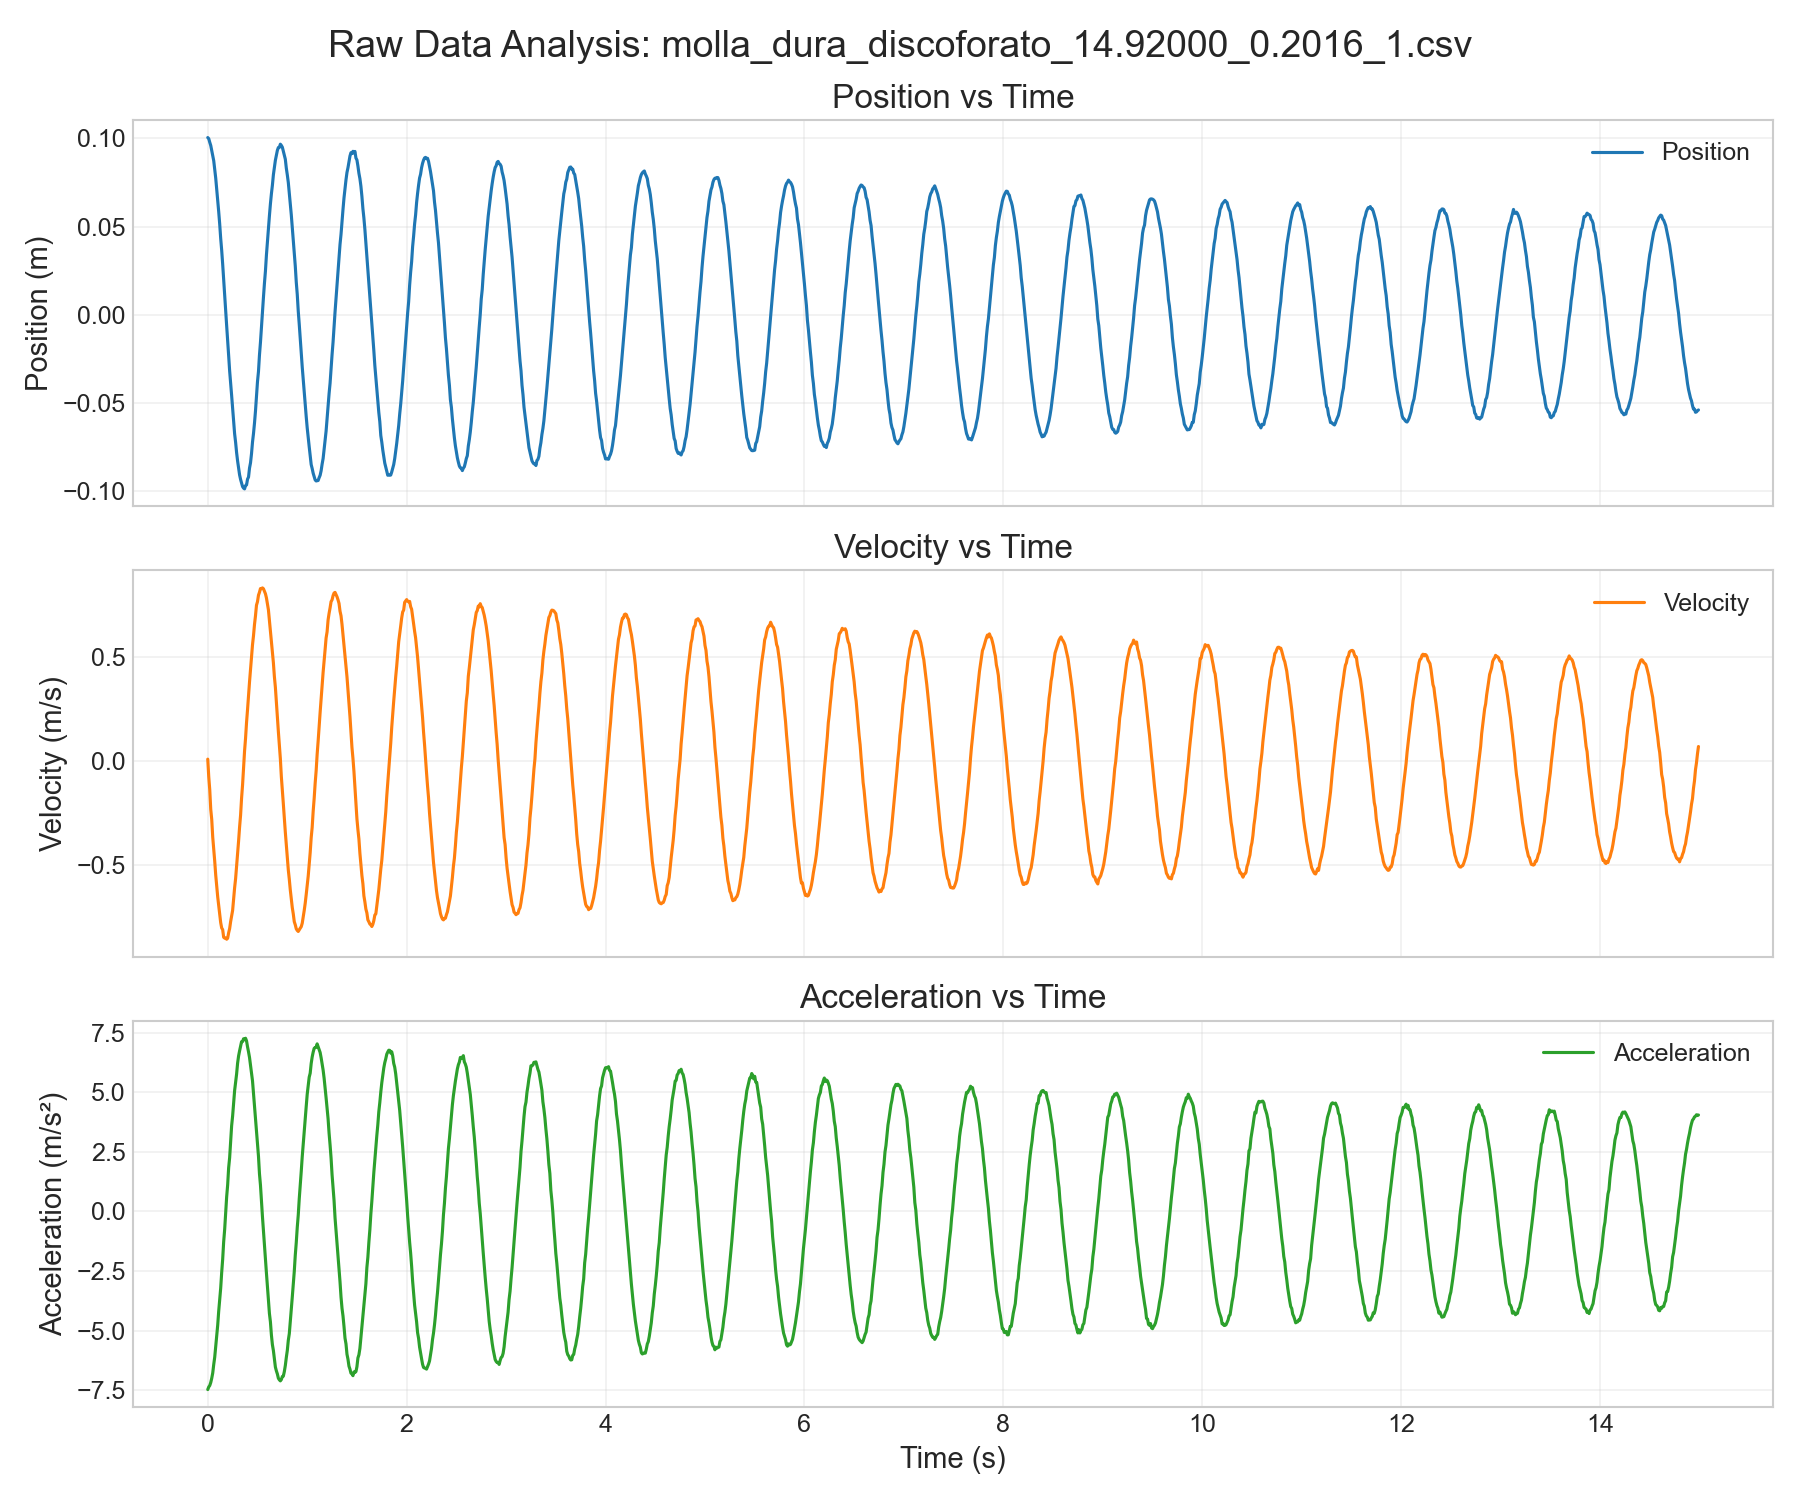 Raw Data Analysis: molla_dura_discoforato_14.92000_0.2016_1.csv
Position vs Time
Position (m)
0.10
0.05
0.00
−0.05
−0.10
Position
Velocity vs Time
Velocity (m/s)
0.5
0.0
−0.5
Velocity
Acceleration vs Time
Acceleration (m/s²)
7.5
5.0
2.5
0.0
−2.5
−5.0
−7.5
Acceleration
0 2 4 6 8 10 12 14
Time (s)